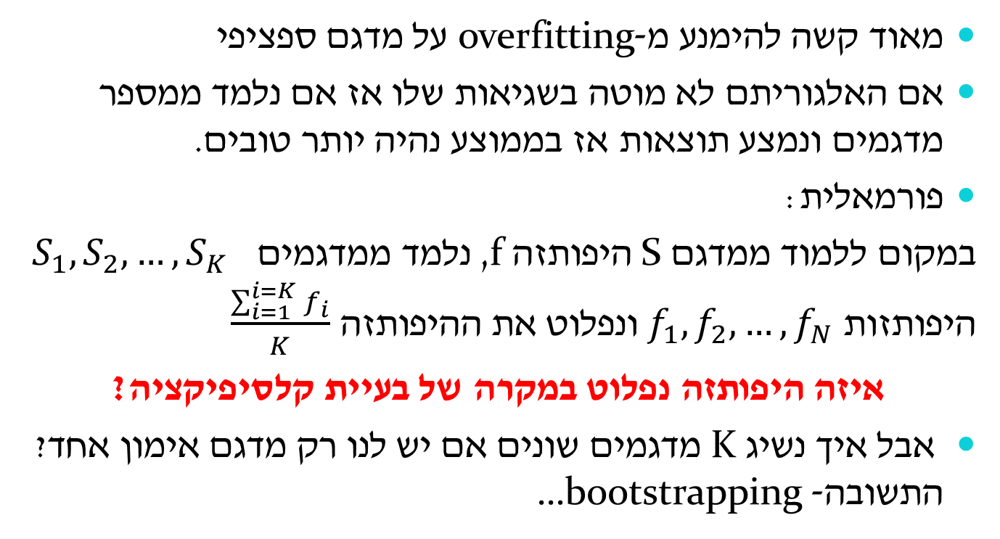 • מאוד קשה להימנע מ-overfitting על מדגם ספציפי
• אם האלגוריתם לא מוטה בשגיאות שלו אז אם נלמד ממספר
מדגמים ונמצע תוצאות אז בממוצע נהיה יותר טובים.
• פורמאלית:
במקום ללמוד ממדגם S היפותזה f, נלמד ממדגמים $S_1, S_2, \dots, S_K$
היפותזות $f_1, f_2, \dots, f_N$ ונפלוט את ההיפותזה $\frac{\sum_{i=1}^{i=K} f_i}{K}$
איזה היפותזה נפלוט במקרה של בעיית קלסיפיקציה?
• אבל איך נשיג K מדגמים שונים אם יש לנו רק מדגם אימון אחד?
התשובה- bootstrapping...